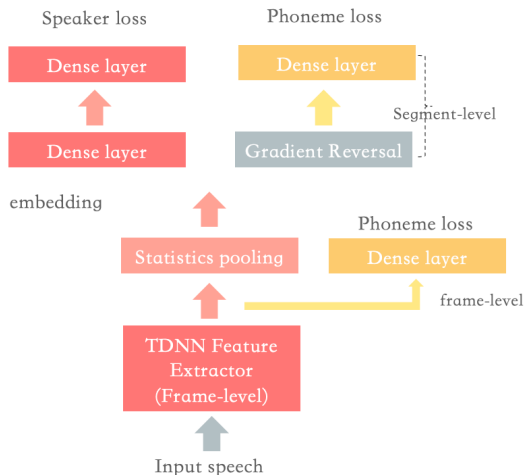 Speaker loss
Phoneme loss
Dense layer
Dense layer
Segment-level
Dense layer
Gradient Reversal
embedding
Phoneme loss
Statistics pooling
Dense layer
frame-level
TDNN Feature
Extractor
(Frame-level)
Input speech